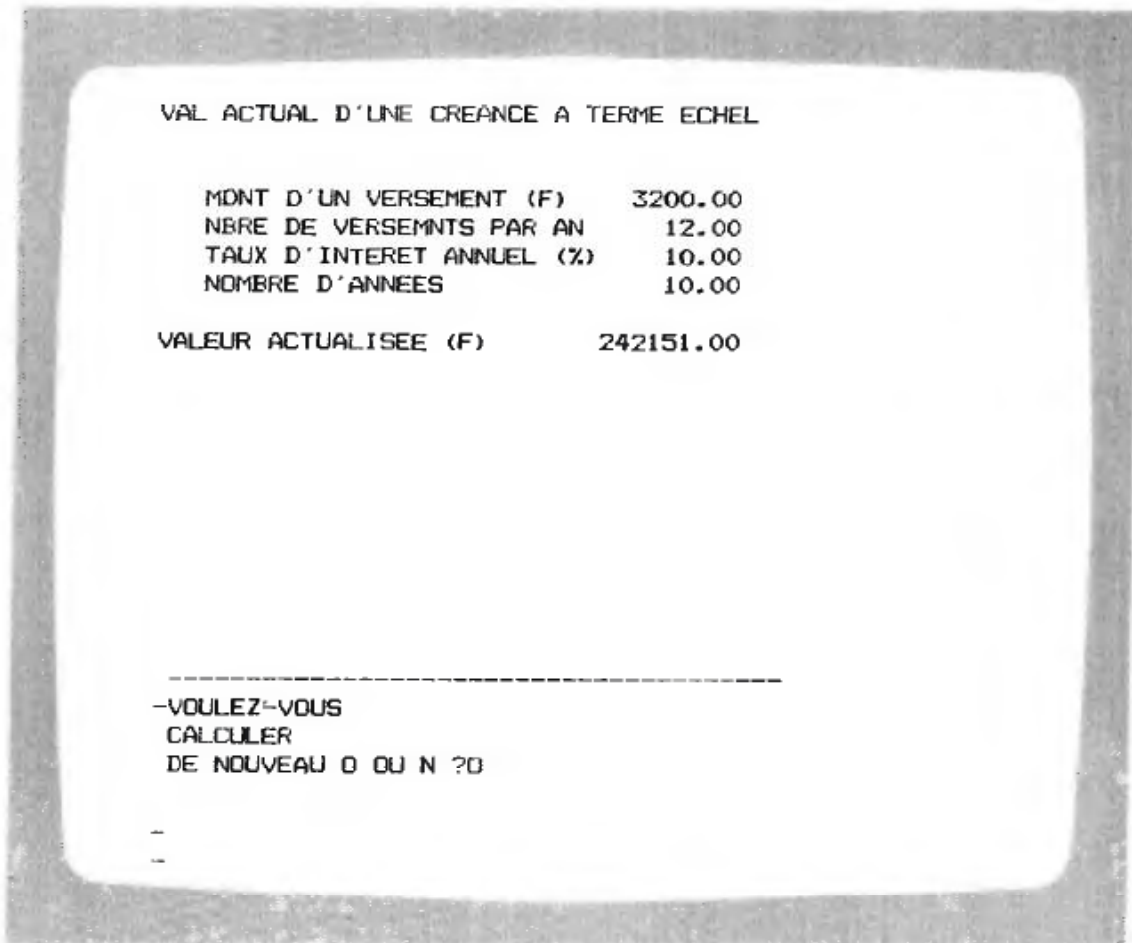 VAL ACTUAL D'UNE CREANCE A TERME ECHEL
MONT D'UN VERSEMENT (F) 3200.00
NBRE DE VERSEMNTS PAR AN 12.00
TAUX D'INTERET ANNUEL (%) 10.00
NOMBRE D'ANNEES 10.00
VALEUR ACTUALISEE (F) 242151.00
----------------------------------------
-VOULEZ-VOUS
CALCULER
DE NOUVEAU O OU N ?O